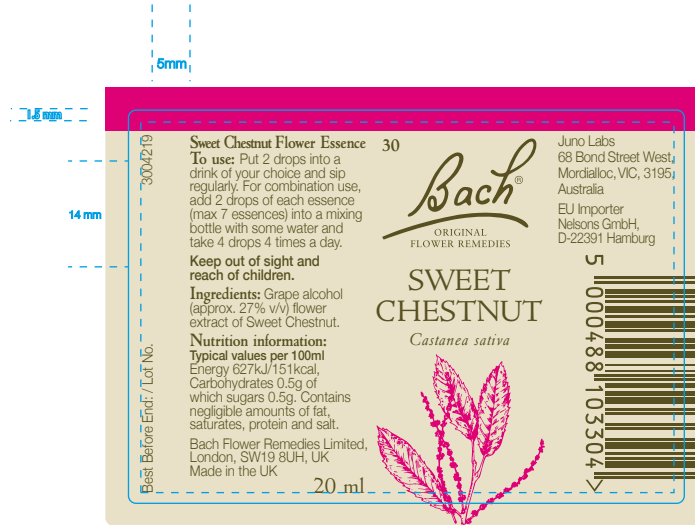 5mm
1.5 mm
14 mm
3004219
Best Before End: / Lot No.
Sweet Chestnut Flower Essence
To use: Put 2 drops into a
drink of your choice and sip
regularly. For combination use,
add 2 drops of each essence
(max 7 essences) into a mixing
bottle with some water and
take 4 drops 4 times a day.
Keep out of sight and
reach of children.
Ingredients: Grape alcohol
(approx. 27% v/v) flower
extract of Sweet Chestnut.
Nutrition information:
Typical values per 100ml
Energy 627kJ/151kcal,
Carbohydrates 0.5g of
which sugars 0.5g. Contains
negligible amounts of fat,
saturates, protein and salt.
Bach Flower Remedies Limited,
London, SW19 8UH, UK
Made in the UK
20 ml
30
Bach®
ORIGINAL
FLOWER REMEDIES
SWEET
CHESTNUT
Castanea sativa
Juno Labs
68 Bond Street West,
Mordialloc, VIC, 3195,
Australia
EU Importer
Nelsons GmbH,
D-22391 Hamburg
5 000488 103304 >